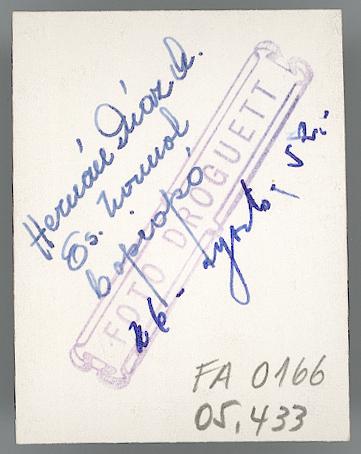 Hernán Díaz A.
Es. Normal
Copiapó,
26- Agosto, 52.
FOTO DROGUETT
FA 0166
05.433